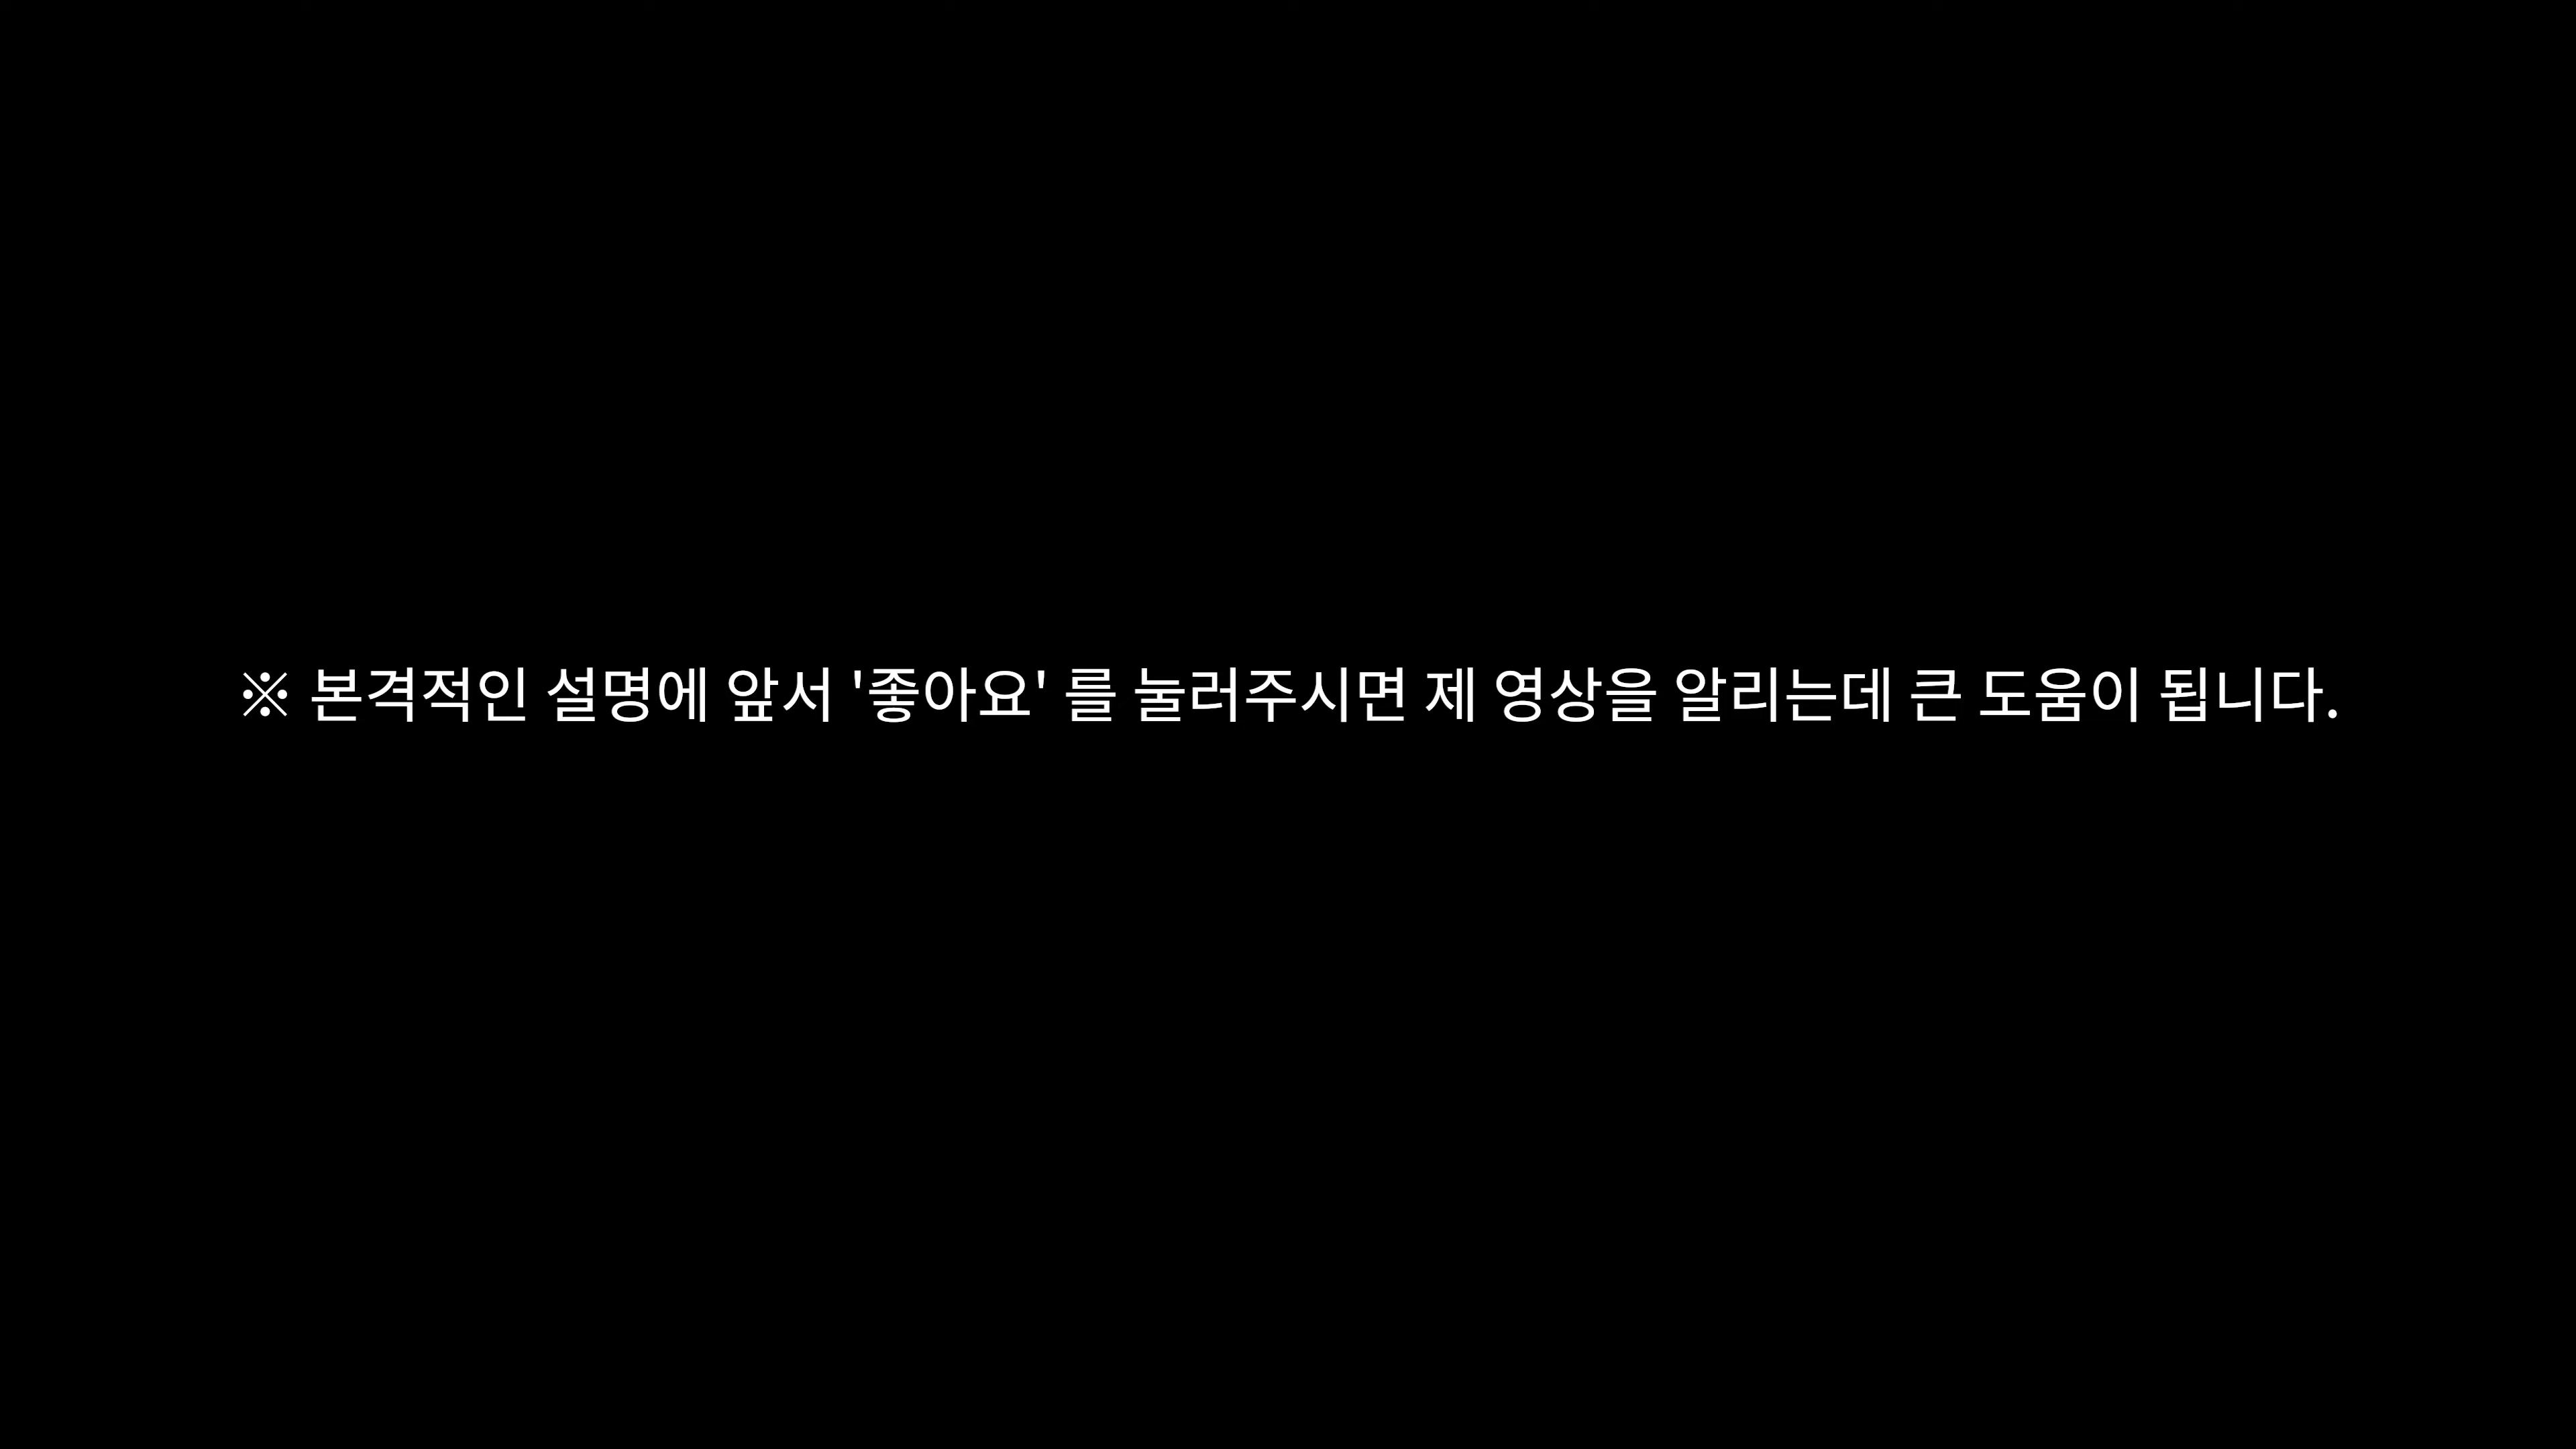 ※ 본격적인 설명에 앞서 '좋아요' 를 눌러주시면 제 영상을 알리는데 큰 도움이 됩니다.